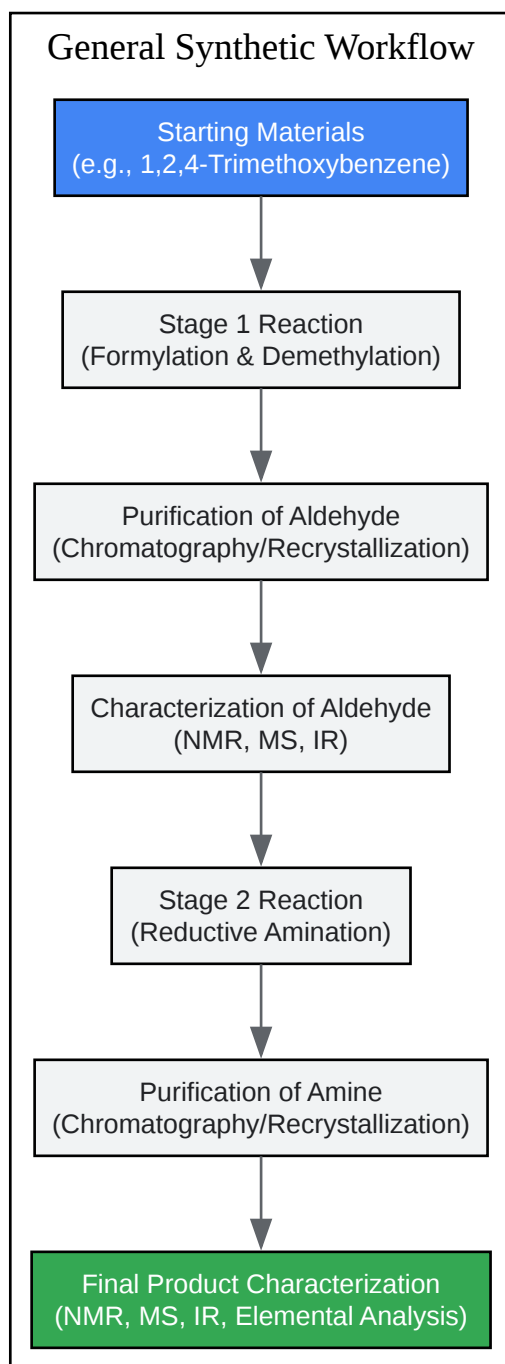 General Synthetic Workflow
Starting Materials
(e.g., 1,2,4-Trimethoxybenzene)
Stage 1 Reaction
(Formylation & Demethylation)
Purification of Aldehyde
(Chromatography/Recrystallization)
Characterization of Aldehyde
(NMR, MS, IR)
Stage 2 Reaction
(Reductive Amination)
Purification of Amine
(Chromatography/Recrystallization)
Final Product Characterization
(NMR, MS, IR, Elemental Analysis)